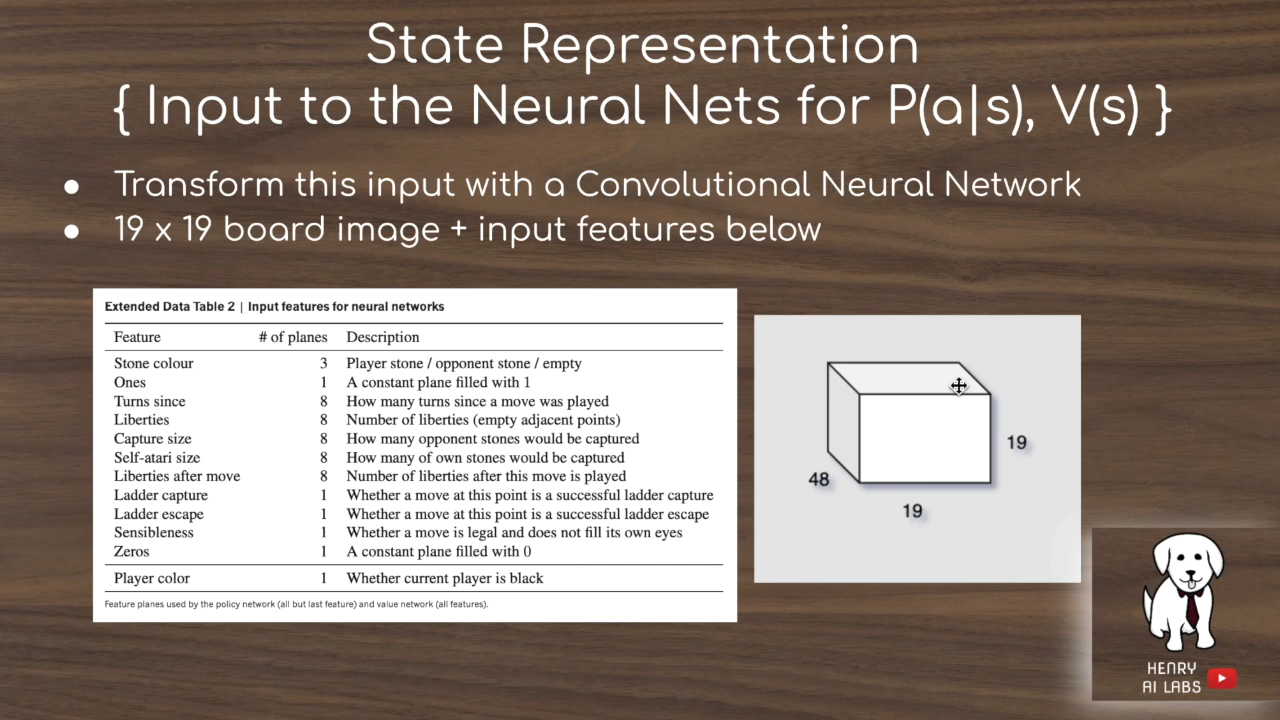 State Representation
{ Input to the Neural Nets for P(a|s), V(s) }
● Transform this input with a Convolutional Neural Network
● 19 x 19 board image + input features below
Extended Data Table 2 | Input features for neural networks
Feature # of planes Description
Stone colour 3 Player stone / opponent stone / empty
Ones 1 A constant plane filled with 1
Turns since 8 How many turns since a move was played
Liberties 8 Number of liberties (empty adjacent points)
Capture size 8 How many opponent stones would be captured
Self-atari size 8 How many of own stones would be captured
Liberties after move 8 Number of liberties after this move is played
Ladder capture 1 Whether a move at this point is a successful ladder capture
Ladder escape 1 Whether a move at this point is a successful ladder escape
Sensibleness 1 Whether a move is legal and does not fill its own eyes
Zeros 1 A constant plane filled with 0
Player color 1 Whether current player is black
Feature planes used by the policy network (all but last feature) and value network (all features).
19
48
19
HENRY
AI LABS